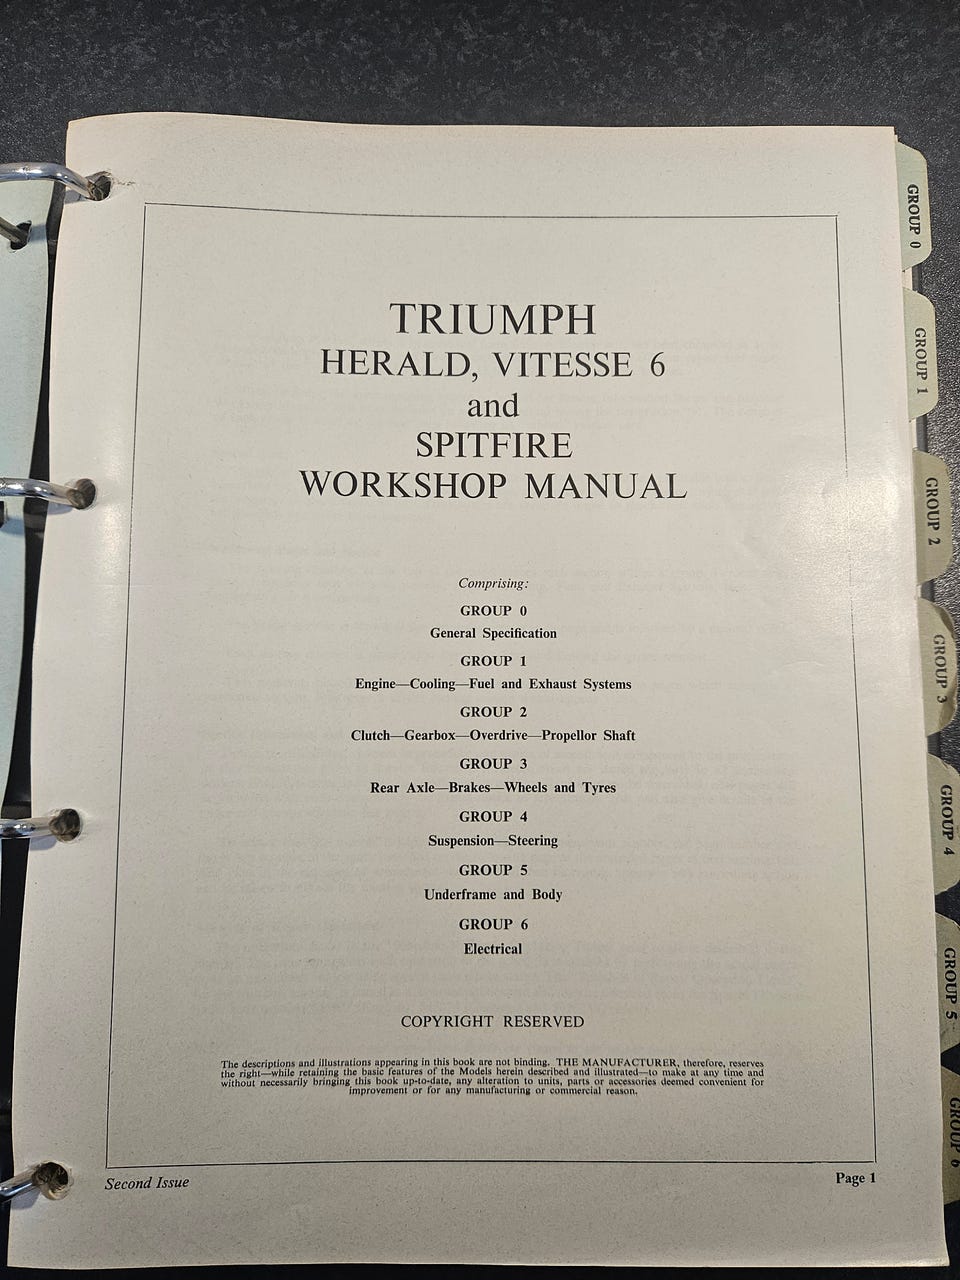 TRIUMPH
HERALD, VITESSE 6
and
SPITFIRE
WORKSHOP MANUAL
Comprising:
GROUP 0
General Specification
GROUP 1
Engine—Cooling—Fuel and Exhaust Systems
GROUP 2
Clutch—Gearbox—Overdrive—Propellor Shaft
GROUP 3
Rear Axle—Brakes—Wheels and Tyres
GROUP 4
Suspension—Steering
GROUP 5
Underframe and Body
GROUP 6
Electrical
COPYRIGHT RESERVED
The descriptions and illustrations appearing in this book are not binding. THE MANUFACTURER, therefore, reserves
the right—while retaining the basic features of the Models herein described and illustrated—to make at any time and
without necessarily bringing this book up-to-date, any alteration to units, parts or accessories deemed convenient for
improvement or for any manufacturing or commercial reason.
Second Issue
Page 1
GROUP 0
GROUP 1
GROUP 2
GROUP 3
GROUP 4
GROUP 5
GROUP 6